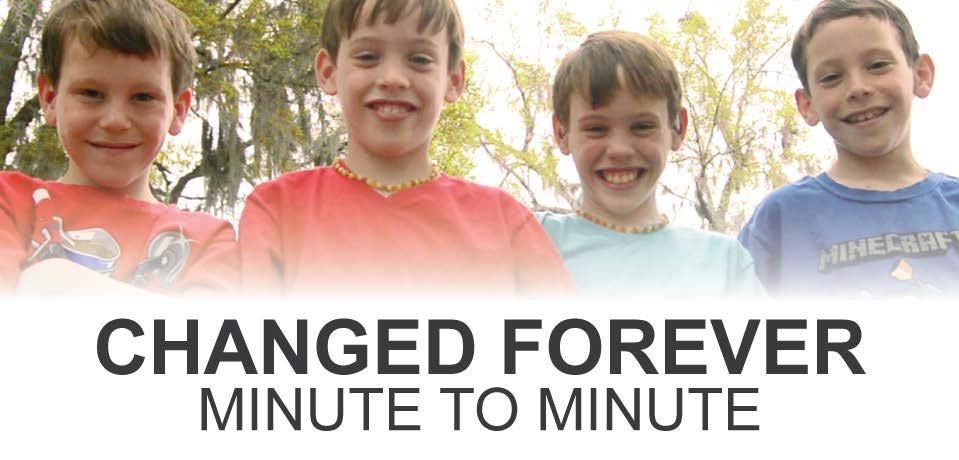 MINECRAFT
CHANGED FOREVER
MINUTE TO MINUTE